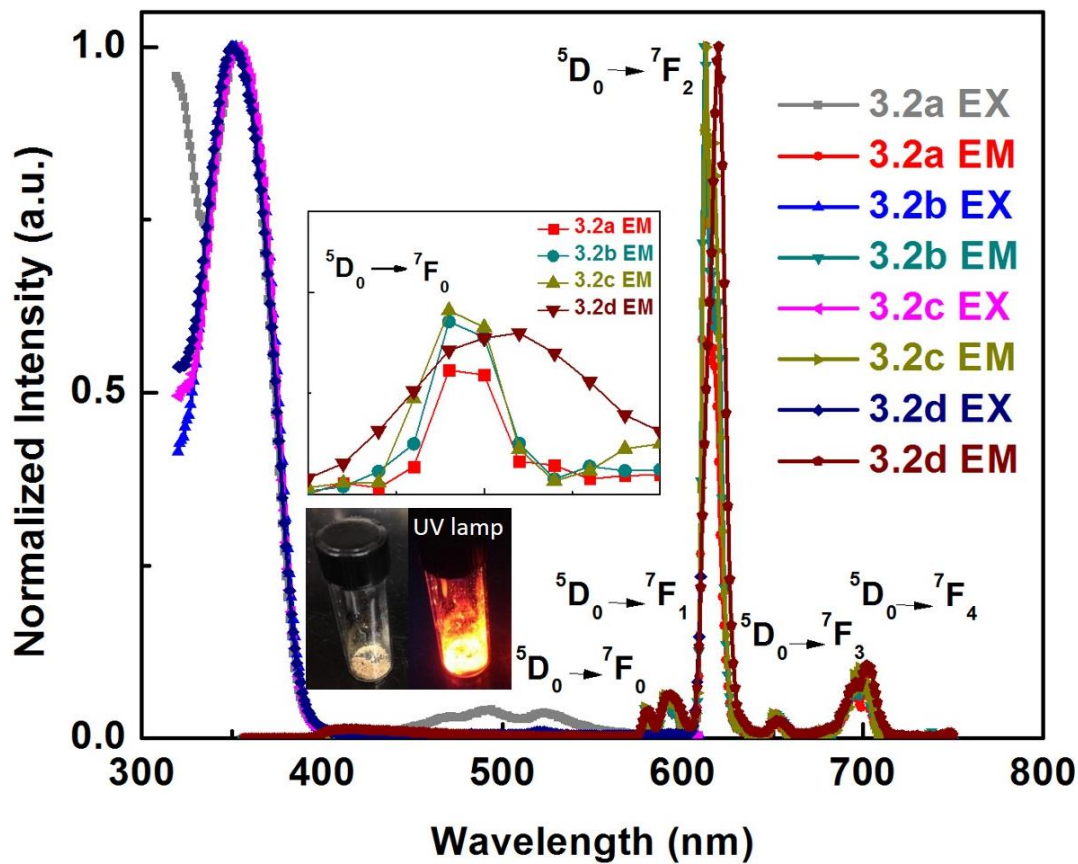 Normalized Intensity (a.u.)
1.0
0.5
0.0
300
400
500
600
700
800
Wavelength (nm)
⁵D₀ → ⁷F₂
3.2a EX
3.2a EM
3.2b EX
3.2b EM
3.2c EX
3.2c EM
3.2d EX
3.2d EM
3.2a EM
3.2b EM
3.2c EM
3.2d EM
⁵D₀ → ⁷F₀
UV lamp
⁵D₀ → ⁷F₁
⁵D₀ → ⁷F₄
⁵D₀ → ⁷F₃
⁵D₀ → ⁷F₀